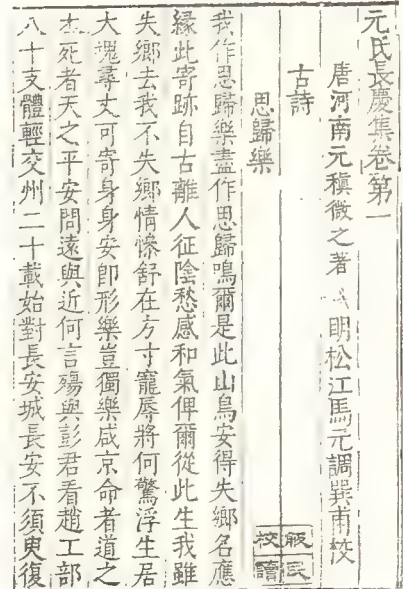 元氏長慶集卷第一
唐河南元稹微之著 明松江馬元調巽甫校
古詩
思歸樂
我作思歸樂盡作思歸鳴爾是此山鳥安得失鄉名應
緣此寄跡自古離人征陰愁感和氣俾爾從此生我雖
失鄉去我不失鄉情慘舒在方寸寵辱將何驚浮生居
大塊尋丈可寄身身安即形樂豈獨樂咸京命者道之
本死者天之平安問遠與近何言殤與彭君看趙工部
八十支體輕交州二十載始對長安城長安不須臾復